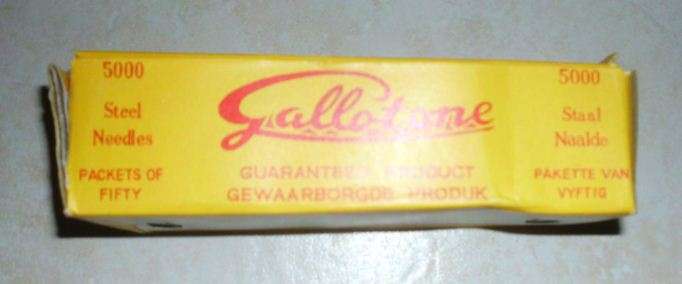 5000
Steel
Needles
PACKETS OF
FIFTY
Gallotone
GUARANTEED PRODUCT
GEWAARBORGDE PRODUK
5000
Staal
Naalde
PAKETTE VAN
VYFTIG